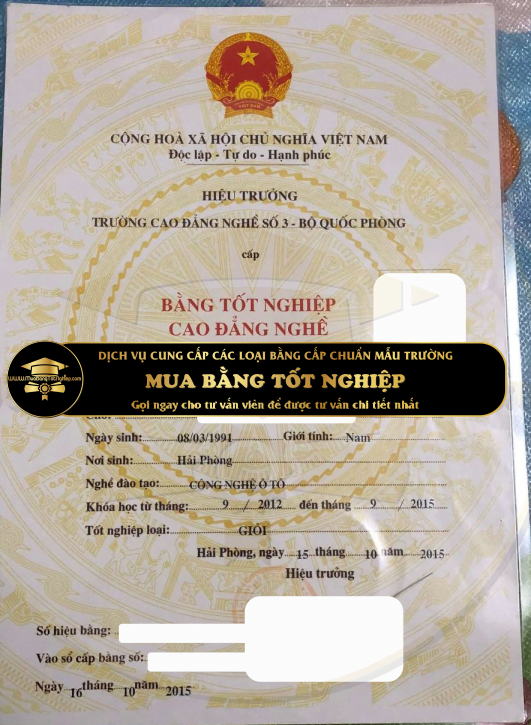 VIỆT NAM
CỘNG HOÀ XÃ HỘI CHỦ NGHĨA VIỆT NAM
Độc lập - Tự do - Hạnh phúc
HIỆU TRƯỞNG
TRƯỜNG CAO ĐẲNG NGHỀ SỐ 3 - BỘ QUỐC PHÒNG
cấp
BẰNG TỐT NGHIỆP
CAO ĐẲNG NGHỀ
DỊCH VỤ CUNG CẤP CÁC LOẠI BẰNG CẤP CHUẨN MẪU TRƯỜNG
MUA BẰNG TỐT NGHIỆP
www.MuaBangTotNghiep.com
Gọi ngay cho tư vấn viên để được tư vấn chi tiết nhất
Cho:
Ngày sinh: 08/03/1991 Giới tính: Nam
Nơi sinh: Hải Phòng
Nghề đào tạo: CÔNG NGHỆ Ô TÔ
Khóa học từ tháng: 9 / 2012 đến tháng 9 / 2015
Tốt nghiệp loại: GIỎI
Hải Phòng, ngày 15 tháng 10 năm 2015
Hiệu trưởng
Số hiệu bằng:
Vào sổ cấp bằng số:
Ngày 16 tháng 10 năm 2015